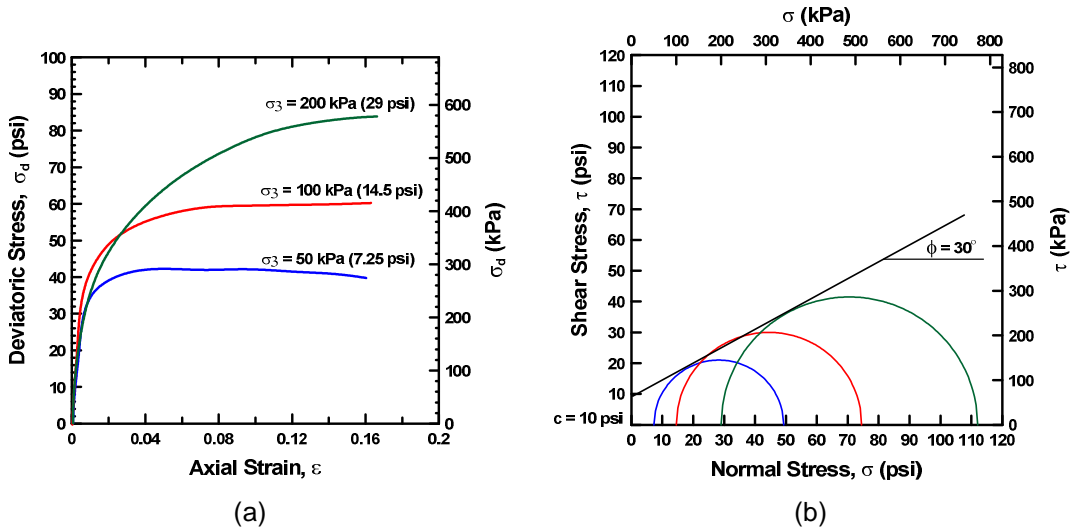 100
90
80
70
60
50
40
30
20
10
0
Deviatoric Stress, σd (psi)
0
0.04
0.08
0.12
0.16
0.2
Axial Strain, ε
600
500
400
300
200
100
0
σd (kPa)
σ3 = 200 kPa (29 psi)
σ3 = 100 kPa (14.5 psi)
σ3 = 50 kPa (7.25 psi)
(a)
σ (kPa)
0 100 200 300 400 500 600 700 800
120
110
100
90
80
70
60
50
40
30
20
10
0
Shear Stress, τ (psi)
ϕ = 30°
c = 10 psi
0 10 20 30 40 50 60 70 80 90 100 110 120
Normal Stress, σ (psi)
800
700
600
500
400
300
200
100
0
τ (kPa)
(b)